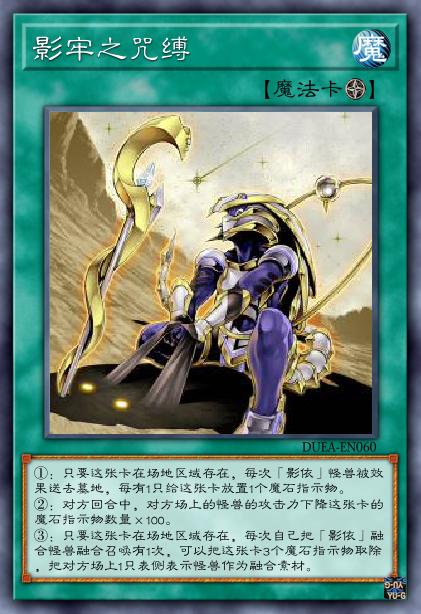 影牢之咒缚
魔
【魔法卡】
DUEA-EN060
①：只要这张卡在场地区域存在，每次「影依」怪兽被效
果送去墓地，每有1只给这张卡放置1个魔石指示物。
②：对方回合中，对方场上的怪兽的攻击力下降这张卡的
魔石指示物数量×100。
③：只要这张卡在场地区域存在，每次自己把「影依」融
合怪兽融合召唤有1次，可以把这张卡3个魔石指示物取除
，把对方场上1只表侧表示怪兽作为融合素材。